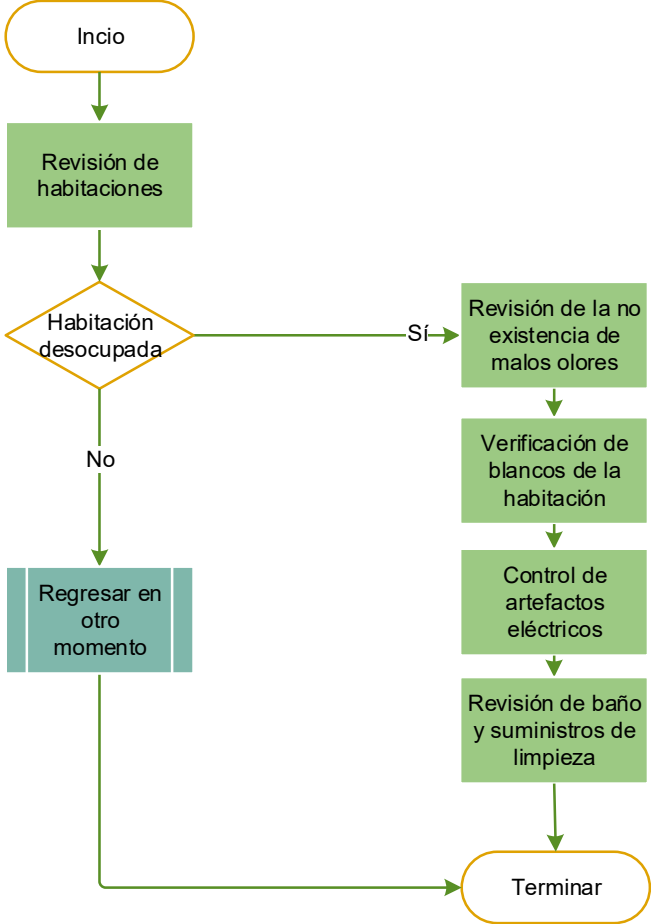 Incio
Revisión de
habitaciones
Habitación
desocupada
Sí
Revisión de la no
existencia de
malos olores
Verificación de
blancos de la
habitación
No
Control de
artefactos
eléctricos
Regresar en
otro
momento
Revisión de baño
y suministros de
limpieza
Terminar